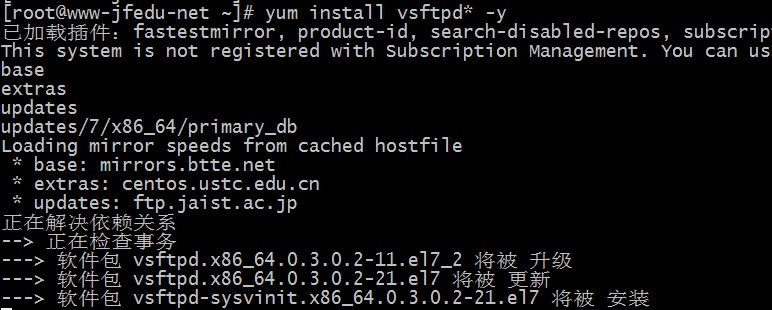 [root@www-jfedu-net ~]# yum install vsftpd* -y
已加载插件：fastestmirror, product-id, search-disabled-repos, subscrip
This system is not registered with Subscription Management. You can us
base
extras
updates
updates/7/x86_64/primary_db
Loading mirror speeds from cached hostfile
 * base: mirrors.btte.net
 * extras: centos.ustc.edu.cn
 * updates: ftp.jaist.ac.jp
正在解决依赖关系
--> 正在检查事务
---> 软件包 vsftpd.x86_64.0.3.0.2-11.el7_2 将被 升级
---> 软件包 vsftpd.x86_64.0.3.0.2-21.el7 将被 更新
---> 软件包 vsftpd-sysvinit.x86_64.0.3.0.2-21.el7 将被 安装